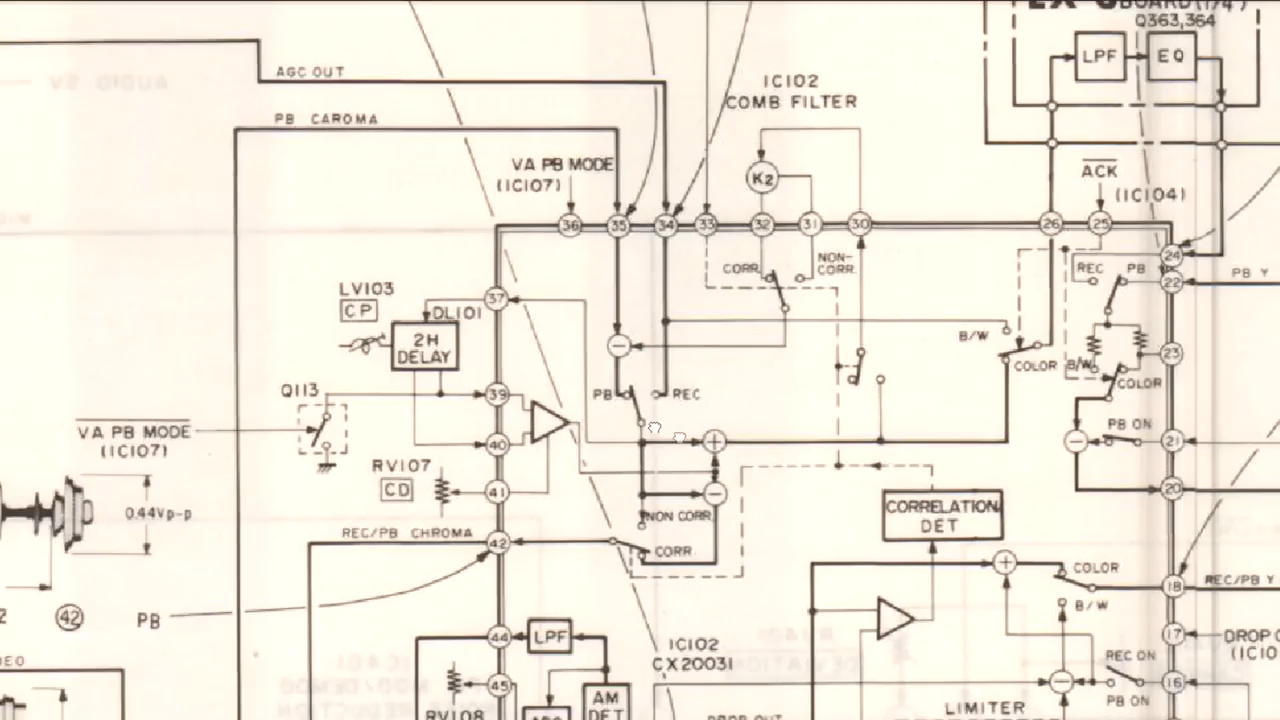 BOARD (1/4)
Q363,364
LPF
EQ
AGC OUT
IC102
COMB FILTER
PB CAROMA
VA PB MODE
(IC107)
K2
ACK
(IC104)
36
35
34
33
32
31
30
26
25
24
CORR.
NON-
CORR.
REC
PB
22
PB Y
LV103
CP
37
DL101
2H
DELAY
B/W
COLOR
B/W
23
COLOR
Q113
39
PB
REC
VA PB MODE
(IC107)
40
PB ON
21
RV107
CD
41
20
0.44Vp-p
NON CORR.
CORRELATION
DET
REC/PB CHROMA
42
CORR.
COLOR
18
REC/PB Y
B/W
42
PB
44
LPF
IC102
CX20031
17
DROP
(IC10
DEO
45
REC ON
16
PB ON
AM
DET
LIMITER
RV108